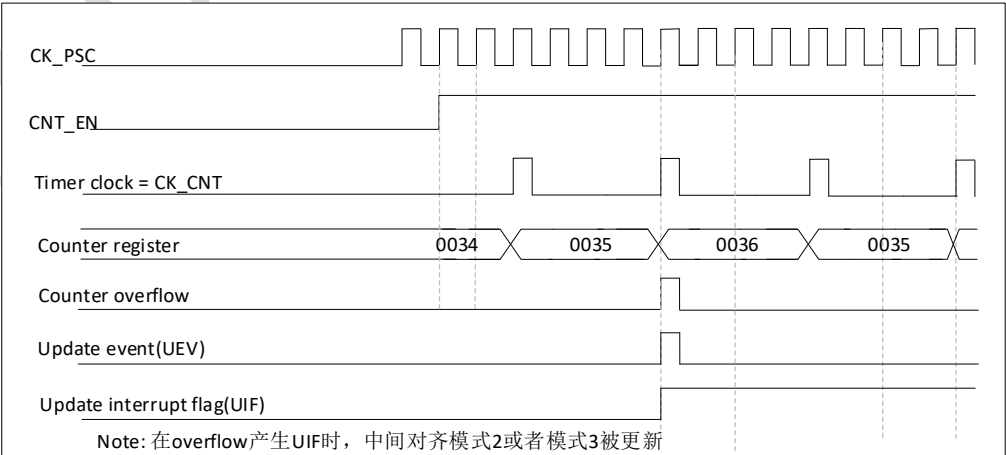 CK_PSC
CNT_EN
Timer clock = CK_CNT
Counter register 0034 0035 0036 0035
Counter overflow
Update event(UEV)
Update interrupt flag(UIF)
Note: 在overflow产生UIF时，中间对齐模式2或者模式3被更新